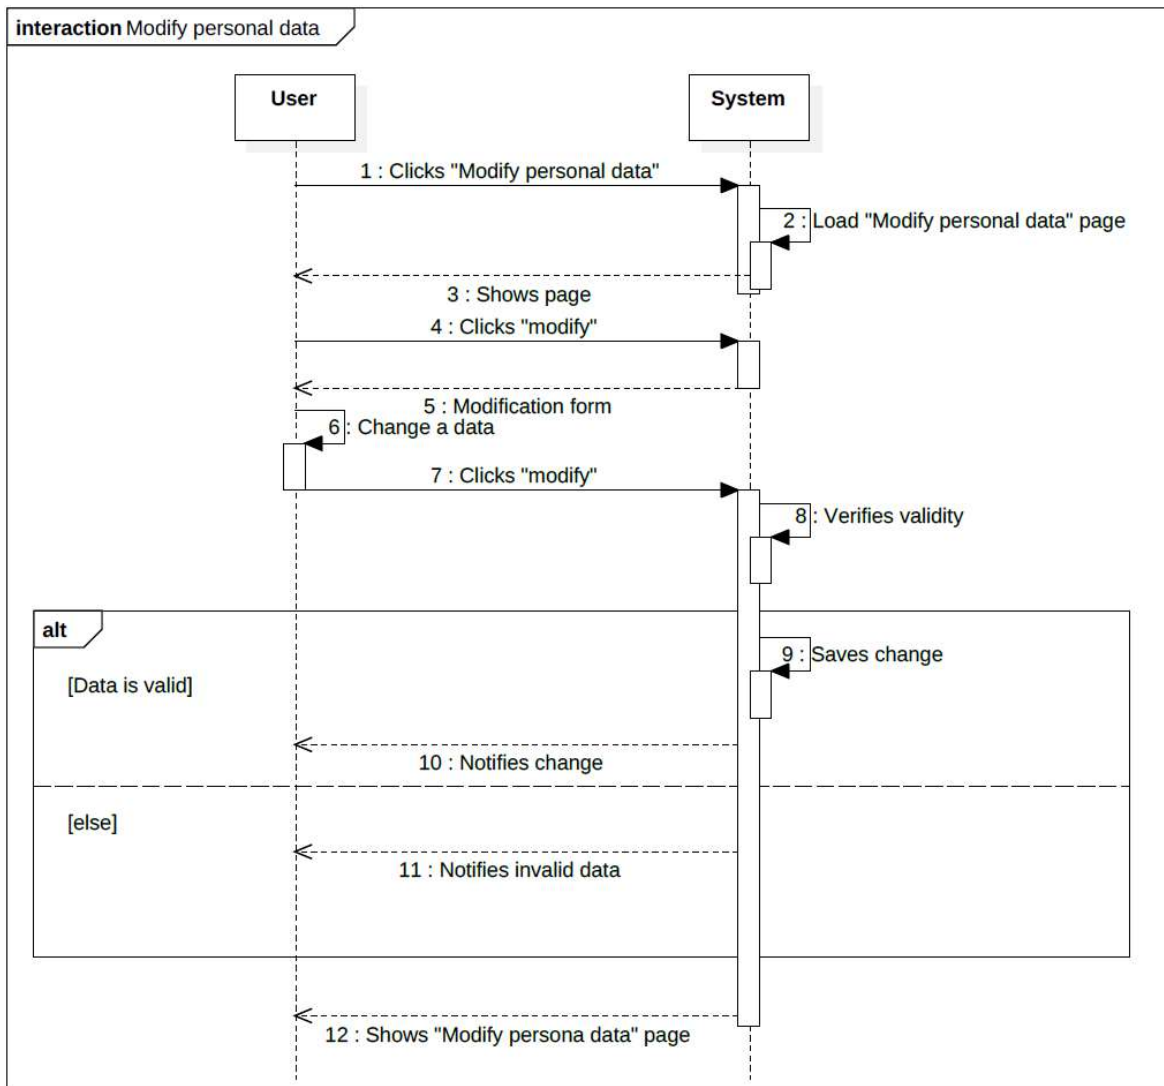 interaction Modify personal data
User
System
1 : Clicks "Modify personal data"
2 : Load "Modify personal data" page
3 : Shows page
4 : Clicks "modify"
5 : Modification form
6 : Change a data
7 : Clicks "modify"
8 : Verifies validity
alt
9 : Saves change
[Data is valid]
10 : Notifies change
[else]
11 : Notifies invalid data
12 : Shows "Modify persona data" page